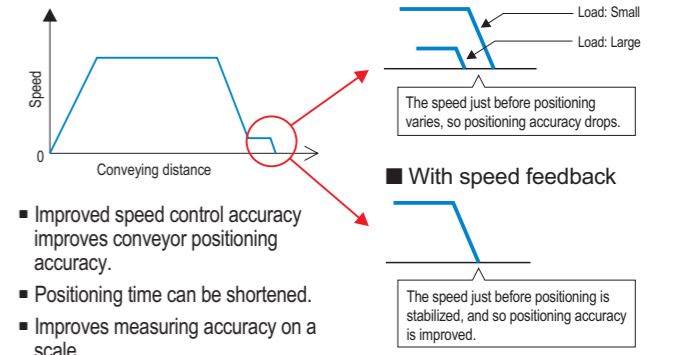 Speed
0
Conveying distance
■ Improved speed control accuracy
improves conveyor positioning
accuracy.
■ Positioning time can be shortened.
■ Improves measuring accuracy on a
scale
Load: Small
Load: Large
The speed just before positioning
varies, so positioning accuracy drops.
■ With speed feedback
The speed just before positioning is
stabilized, and so positioning accuracy
is improved.